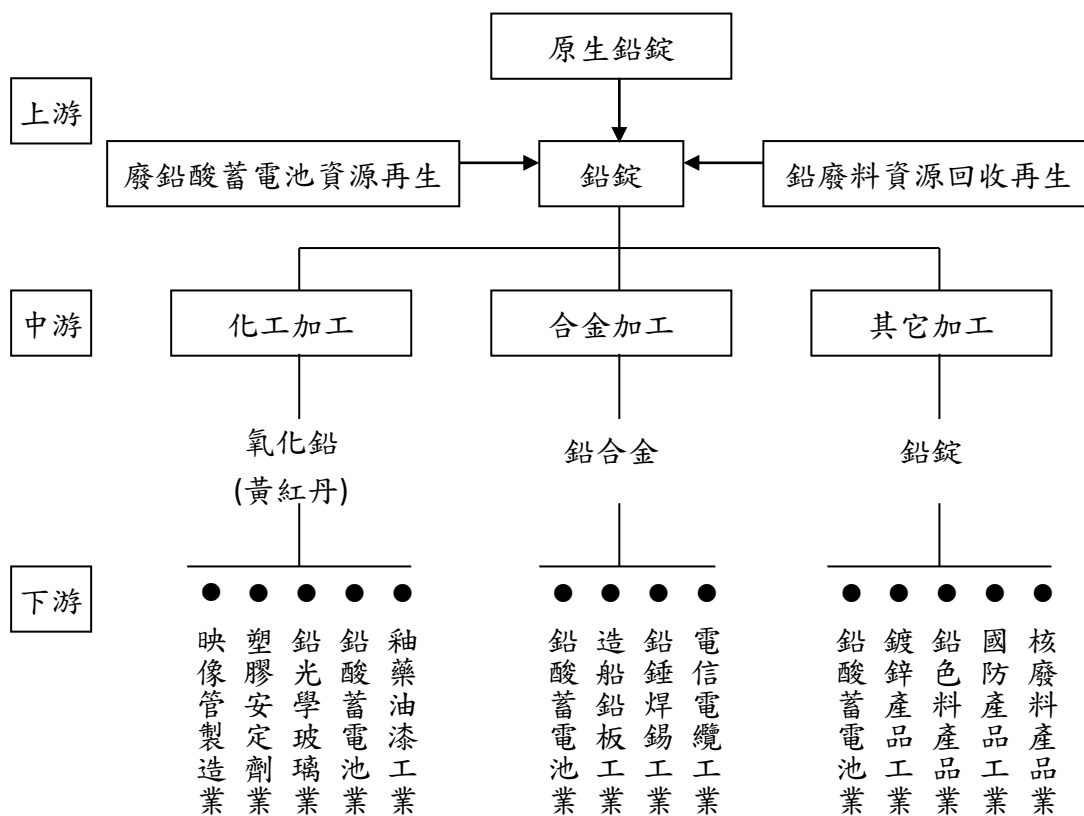 原生鉛錠
上游
廢鉛酸蓄電池資源再生
鉛錠
鉛廢料資源回收再生
中游
化工加工
合金加工
其它加工
氧化鉛
(黃紅丹)
鉛合金
鉛錠
下游
映像管製造業
塑膠安定劑業
鉛光學玻璃業
鉛酸蓄電池業
釉藥油漆工業
鉛酸蓄電池業
造船鉛板工業
鉛錘焊錫工業
電信電纜工業
鉛酸蓄電池業
鍍鋅產品工業
鉛色料產品業
國防產品工業
核廢料產品業